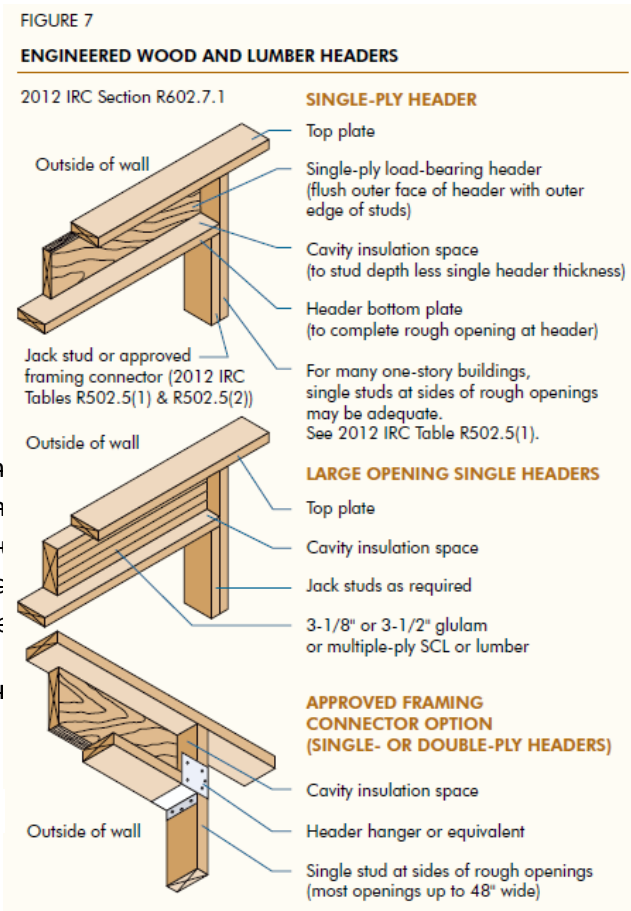 FIGURE 7
ENGINEERED WOOD AND LUMBER HEADERS
2012 IRC Section R602.7.1
SINGLE-PLY HEADER
Top plate
Outside of wall
Single-ply load-bearing header
(flush outer face of header with outer
edge of studs)
Cavity insulation space
(to stud depth less single header thickness)
Header bottom plate
(to complete rough opening at header)
Jack stud or approved
framing connector (2012 IRC
Tables R502.5(1) & R502.5(2))
For many one-story buildings,
single studs at sides of rough openings
may be adequate.
See 2012 IRC Table R502.5(1).
Outside of wall
LARGE OPENING SINGLE HEADERS
Top plate
Cavity insulation space
Jack studs as required
3-1/8" or 3-1/2" glulam
or multiple-ply SCL or lumber
APPROVED FRAMING
CONNECTOR OPTION
(SINGLE- OR DOUBLE-PLY HEADERS)
Cavity insulation space
Outside of wall
Header hanger or equivalent
Single stud at sides of rough openings
(most openings up to 48" wide)